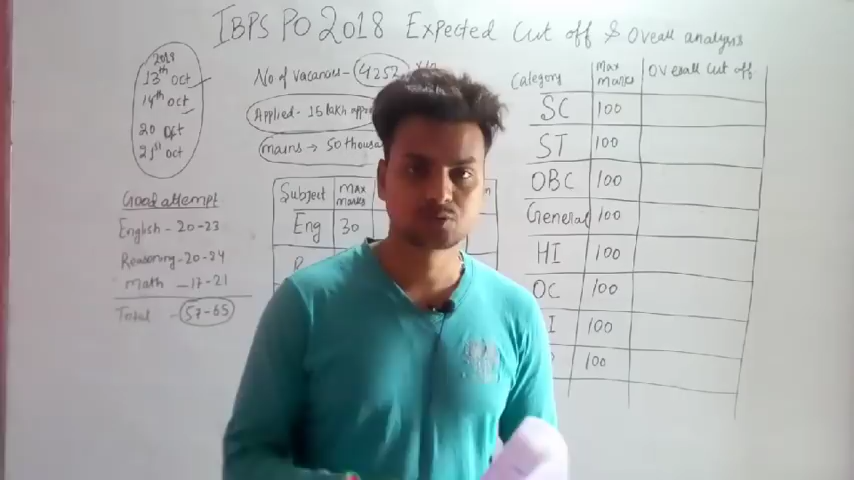 IBPS PO 2018 Expected Cut off & Overall analysis
2018
13th Oct
14th Oct
20 Oct
21st Oct
No of vacancies - 4252
Applied - 15 lakh
mains → 50 thousand
Good attempt
English - 20-23
Reasoning - 20-24
Math - 17-21
Total - 57-65
Subject Max marks
Eng 30
Category Max marks Overall cut off
SC 100
ST 100
OBC 100
General 100
HI 100
OC 100
I 100
100